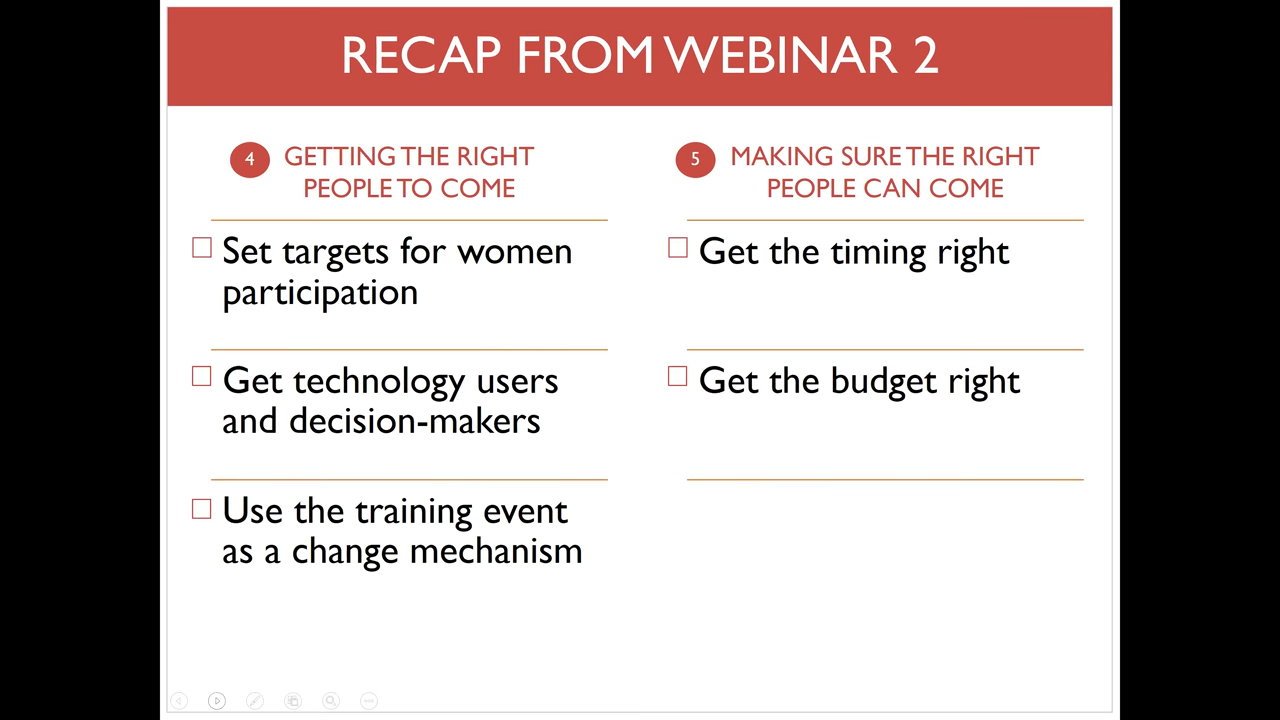 RECAP FROM WEBINAR 2
4 GETTING THE RIGHT
PEOPLE TO COME
Set targets for women
participation
Get technology users
and decision-makers
Use the training event
as a change mechanism
5 MAKING SURE THE RIGHT
PEOPLE CAN COME
Get the timing right
Get the budget right